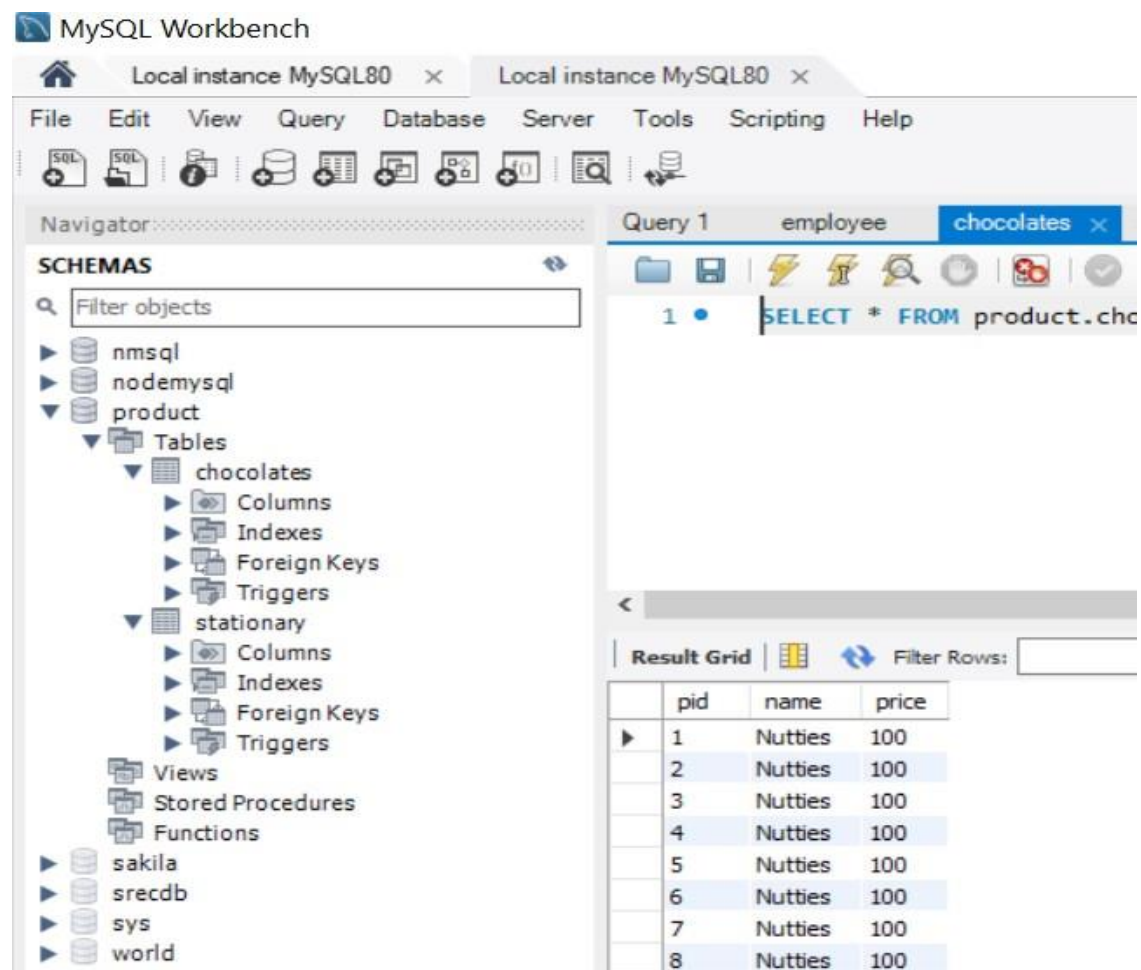 MySQL Workbench
Local instance MySQL80 × Local instance MySQL80 ×
File Edit View Query Database Server Tools Scripting Help
Navigator
SCHEMAS
Filter objects
nmsql
nodemysql
product
Tables
chocolates
Columns
Indexes
Foreign Keys
Triggers
stationary
Columns
Indexes
Foreign Keys
Triggers
Views
Stored Procedures
Functions
sakila
srecdb
sys
world
Query 1 employee chocolates ×
1 SELECT * FROM product.cho
Result Grid Filter Rows:
pid name price
1 Nutties 100
2 Nutties 100
3 Nutties 100
4 Nutties 100
5 Nutties 100
6 Nutties 100
7 Nutties 100
8 Nutties 100